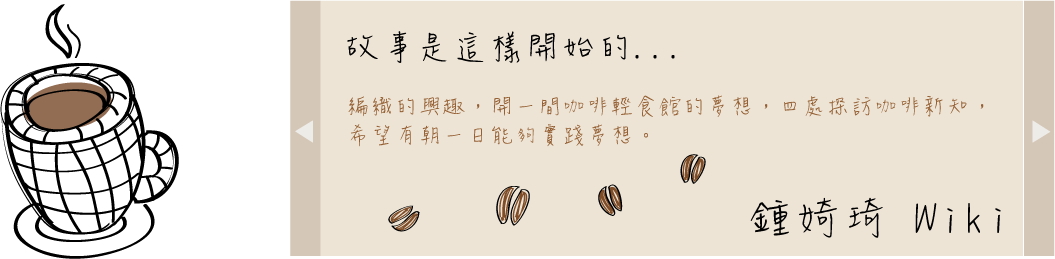 故事是這樣開始的...
編織的興趣，開一間咖啡輕食館的夢想，四處探訪咖啡新知，
希望有朝一日能夠實踐夢想。
鍾婍琦 Wiki